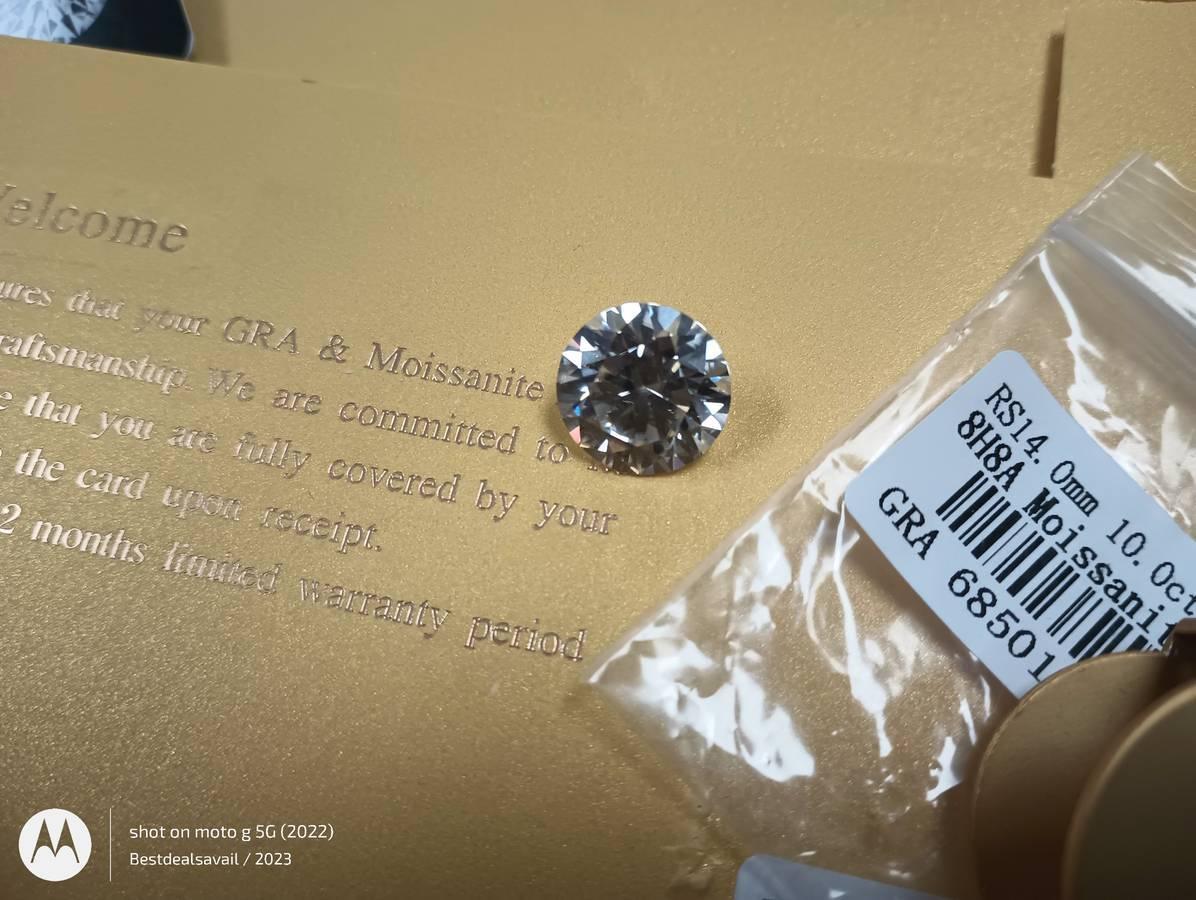 Welcome
that your GRA & Moissanite
We are committed to
that you are fully covered by your
the card upon receipt.
2 months limited warranty period
RS14.0mm 10.0ct
8H8A Moissanit
GRA 68501
shot on moto g 5G (2022)
Bestdealsavail / 2023